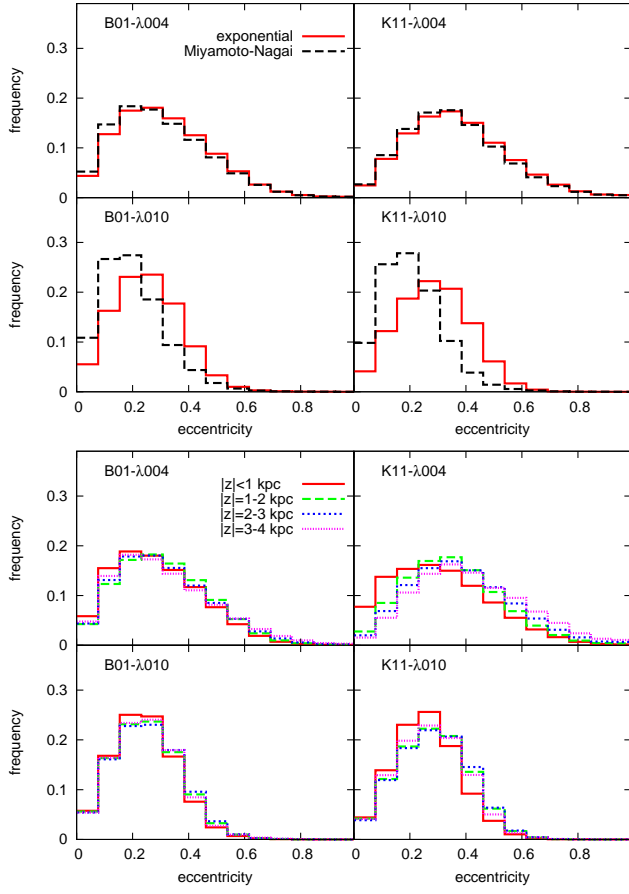 B01-λ004
K11-λ004
exponential
Miyamoto-Nagai
frequency
0.3
0.2
0.1
0
B01-λ010
K11-λ010
frequency
0.3
0.2
0.1
0
0 0.2 0.4 0.6 0.8
0 0.2 0.4 0.6 0.8
eccentricity
eccentricity
B01-λ004
K11-λ004
|z|<1 kpc
|z|=1-2 kpc
|z|=2-3 kpc
|z|=3-4 kpc
frequency
0.3
0.2
0.1
0
B01-λ010
K11-λ010
frequency
0.3
0.2
0.1
0
0 0.2 0.4 0.6 0.8
0 0.2 0.4 0.6 0.8
eccentricity
eccentricity